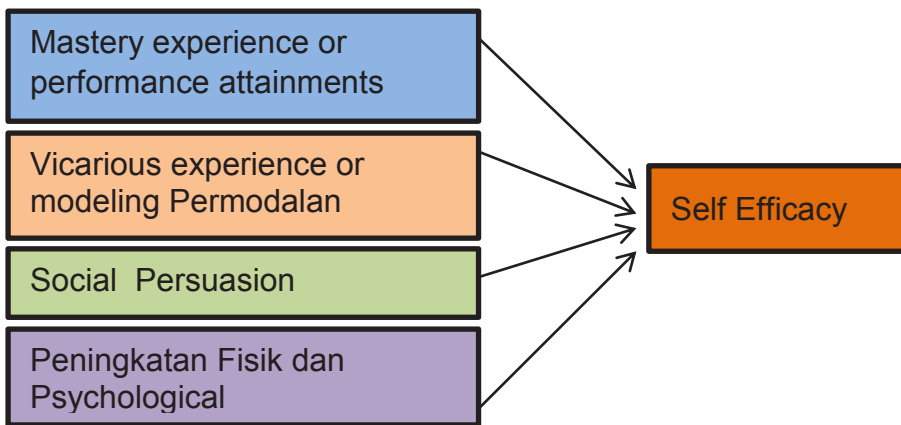 Mastery experience or
performance attainments
Vicarious experience or
modeling Permodalan
Social  Persuasion
Peningkatan Fisik dan
Psychological
Self Efficacy